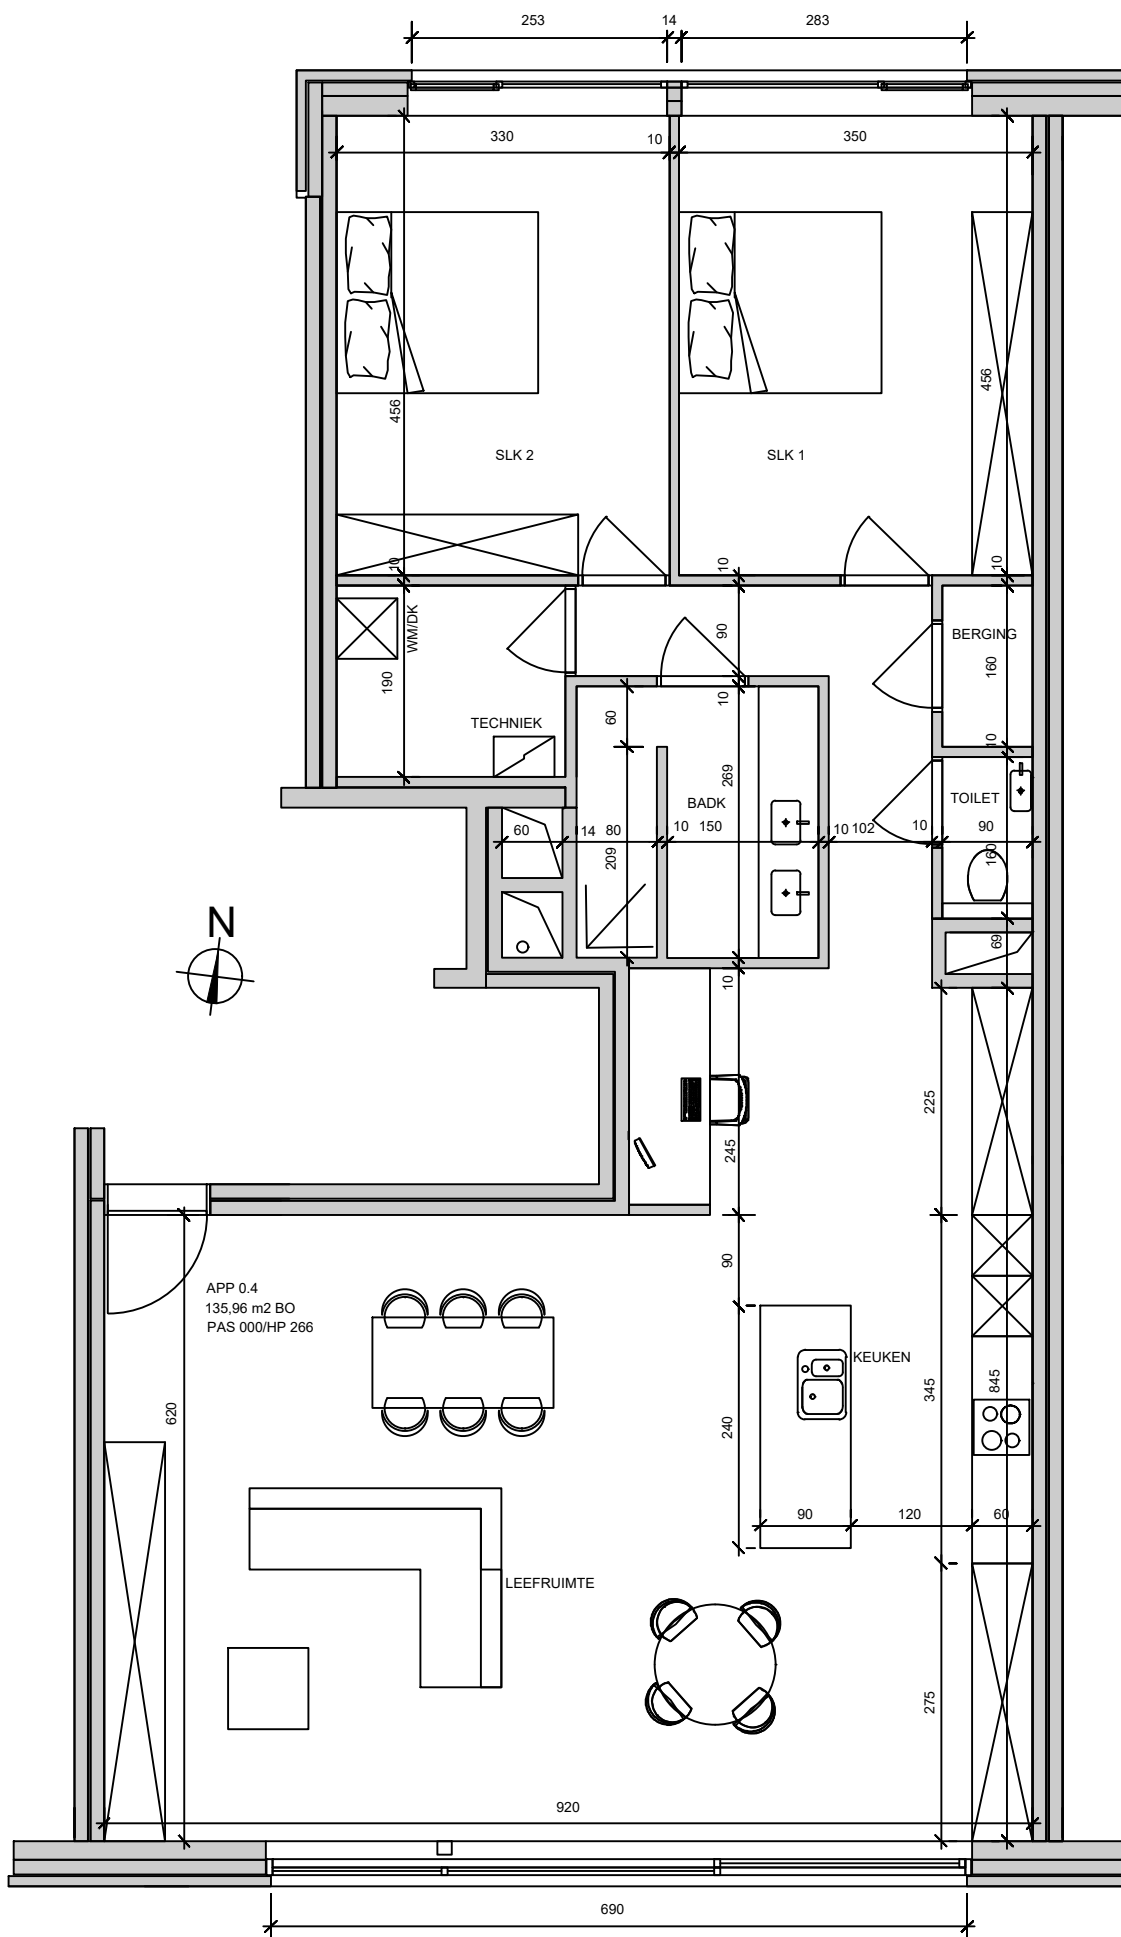 253 14 283
330 10 350
456 456
SLK 2 SLK 1
10 10 10
WM/DK 90 BERGING
190 160
TECHNIEK 60 10 10
269
BADK TOILET
60 14 80 10 150 10 102 10 90
209 160
N
69
10
225
245
90
APP 0.4
135,96 m2 BO
PAS 000/HP 266
KEUKEN
620 240 345 845
90 120 60
LEEFRUIMTE
275
920
690